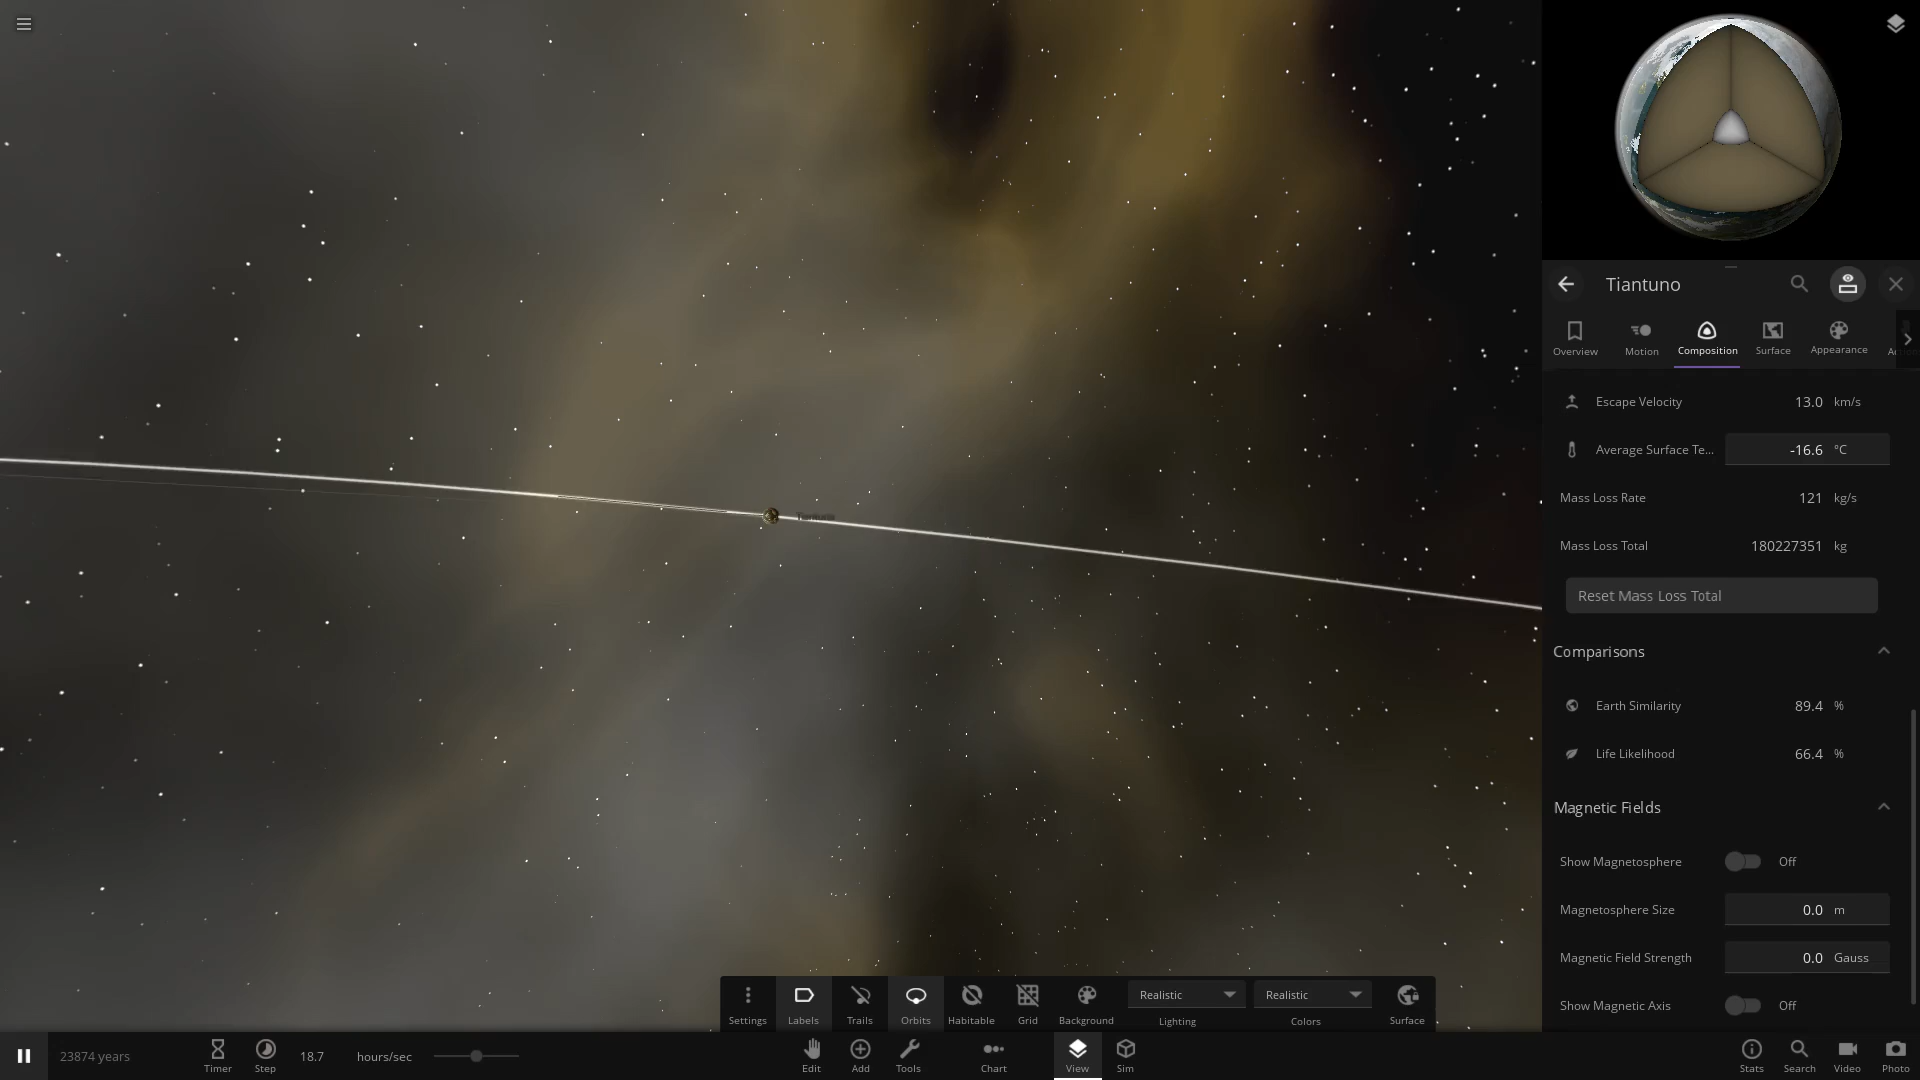 Tiantuno
Overview
Motion
Composition
Surface
Appearance
Escape Velocity 13.0 km/s
Average Surface Te... -16.6 °C
Mass Loss Rate 121 kg/s
Mass Loss Total 180227351 kg
Reset Mass Loss Total
Comparisons
Earth Similarity 89.4 %
Life Likelihood 66.4 %
Magnetic Fields
Show Magnetosphere Off
Magnetosphere Size 0.0 m
Magnetic Field Strength 0.0 Gauss
Show Magnetic Axis Off
Tiantuno
Settings
Labels
Trails
Orbits
Habitable
Grid
Background
Realistic
Lighting
Realistic
Colors
Surface
23874 years
Timer
Step
18.7 hours/sec
Edit
Add
Tools
Chart
View
Sim
Stats
Search
Video
Photo